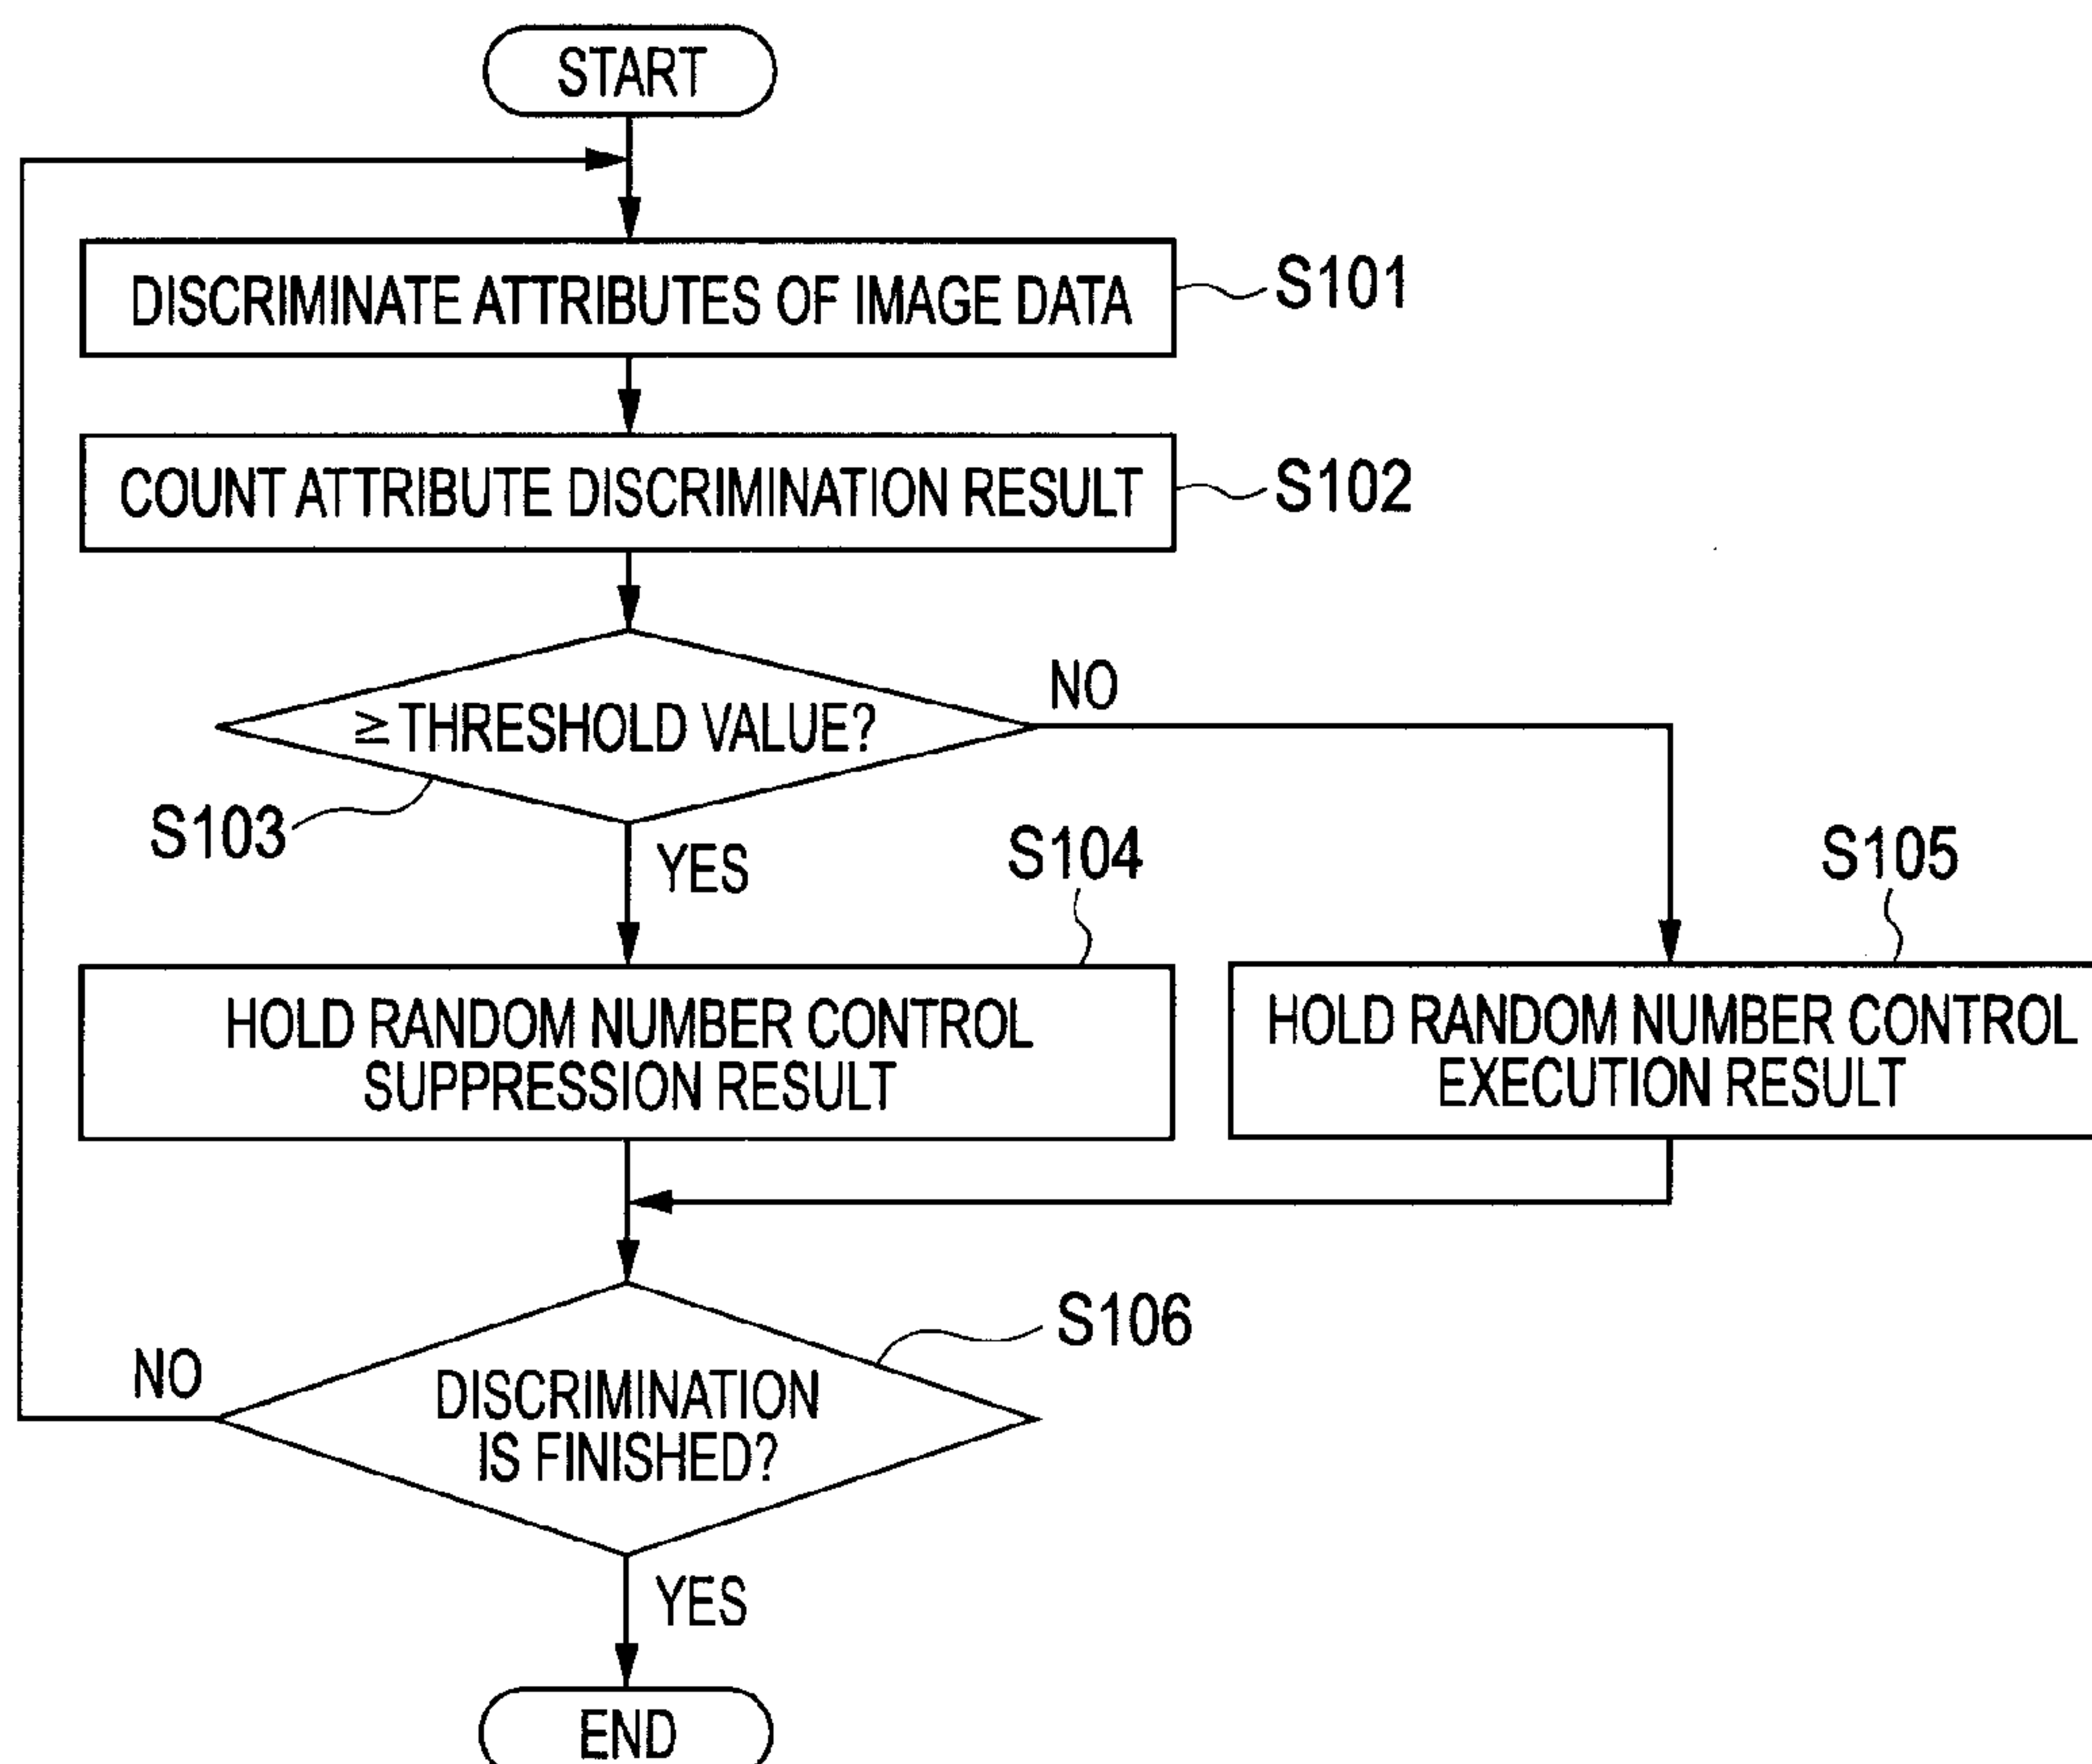 START
DISCRIMINATE ATTRIBUTES OF IMAGE DATA
S101
COUNT ATTRIBUTE DISCRIMINATION RESULT
S102
≥ THRESHOLD VALUE?
NO
S103
YES
S104
S105
HOLD RANDOM NUMBER CONTROL
SUPPRESSION RESULT
HOLD RANDOM NUMBER CONTROL
EXECUTION RESULT
S106
NO
DISCRIMINATION
IS FINISHED?
YES
END